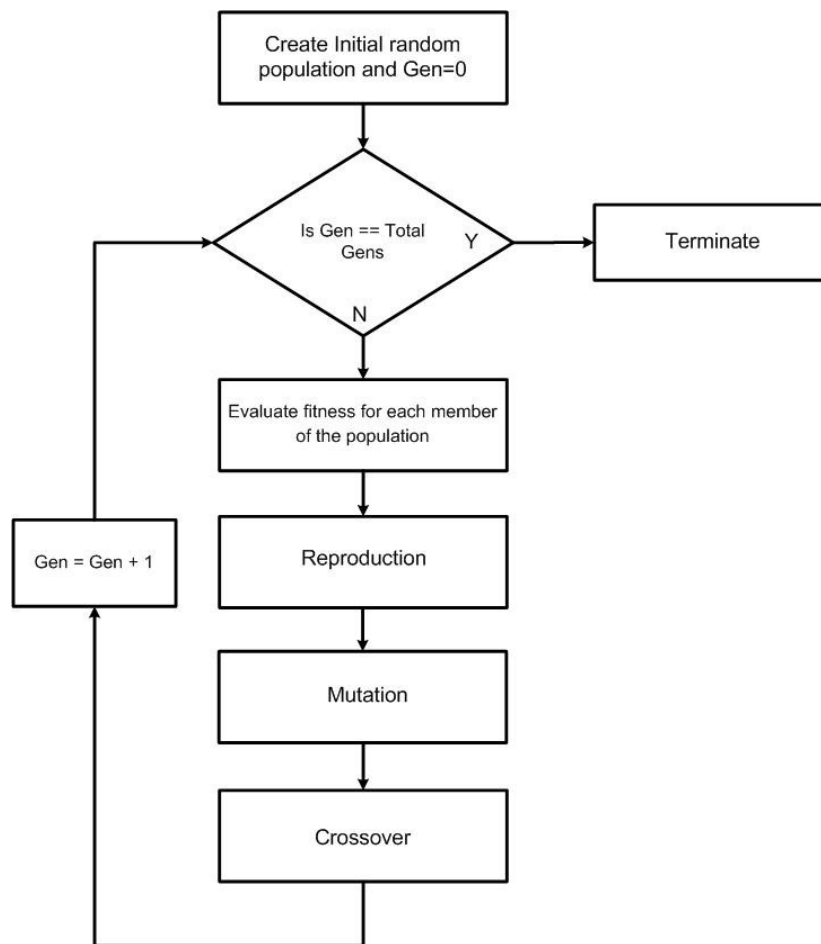 Create Initial random
population and Gen=0
Is Gen == Total
Gens
Y
Terminate
N
Evaluate fitness for each member
of the population
Reproduction
Gen = Gen + 1
Mutation
Crossover